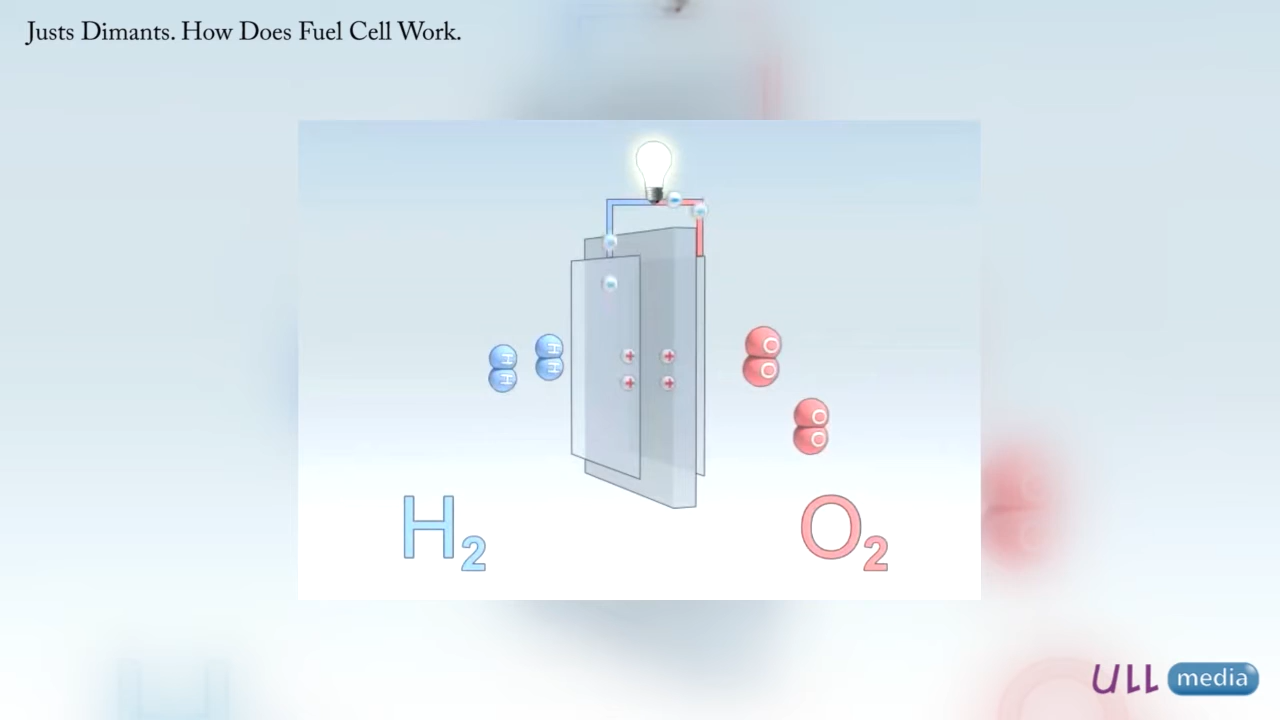 Justs Dimants. How Does Fuel Cell Work.
H H
H H
O
O
O
O
+ +
+ +
H2
O2
ULL media